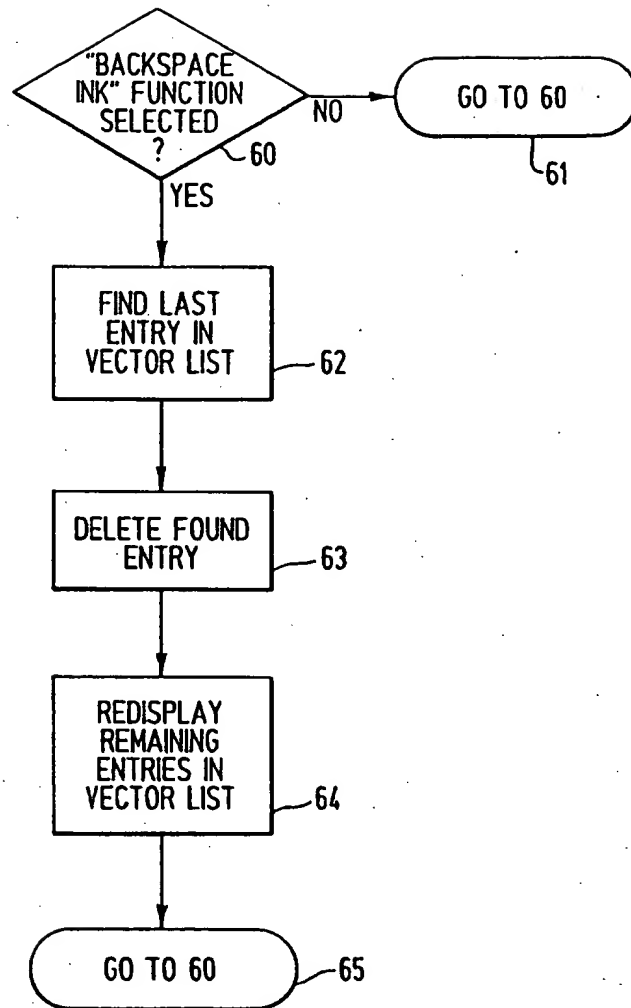 "BACKSPACE
INK" FUNCTION
SELECTED
?
60
NO
GO TO 60
61
YES
FIND LAST
ENTRY IN
VECTOR LIST
62
DELETE FOUND
ENTRY
63
REDISPLAY
REMAINING
ENTRIES IN
VECTOR LIST
64
GO TO 60
65